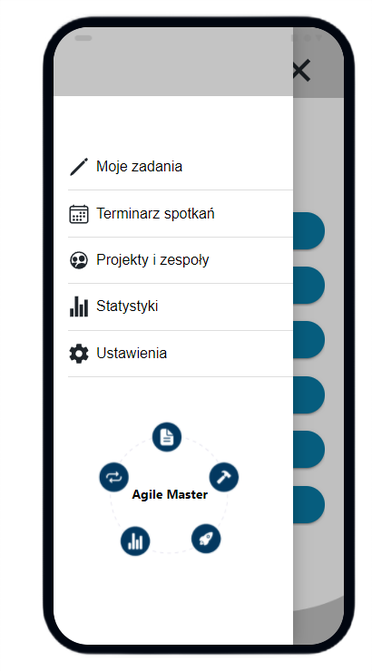 Moje zadania
Terminarz spotkań
Projekty i zespoły
Statystyki
Ustawienia
Agile Master